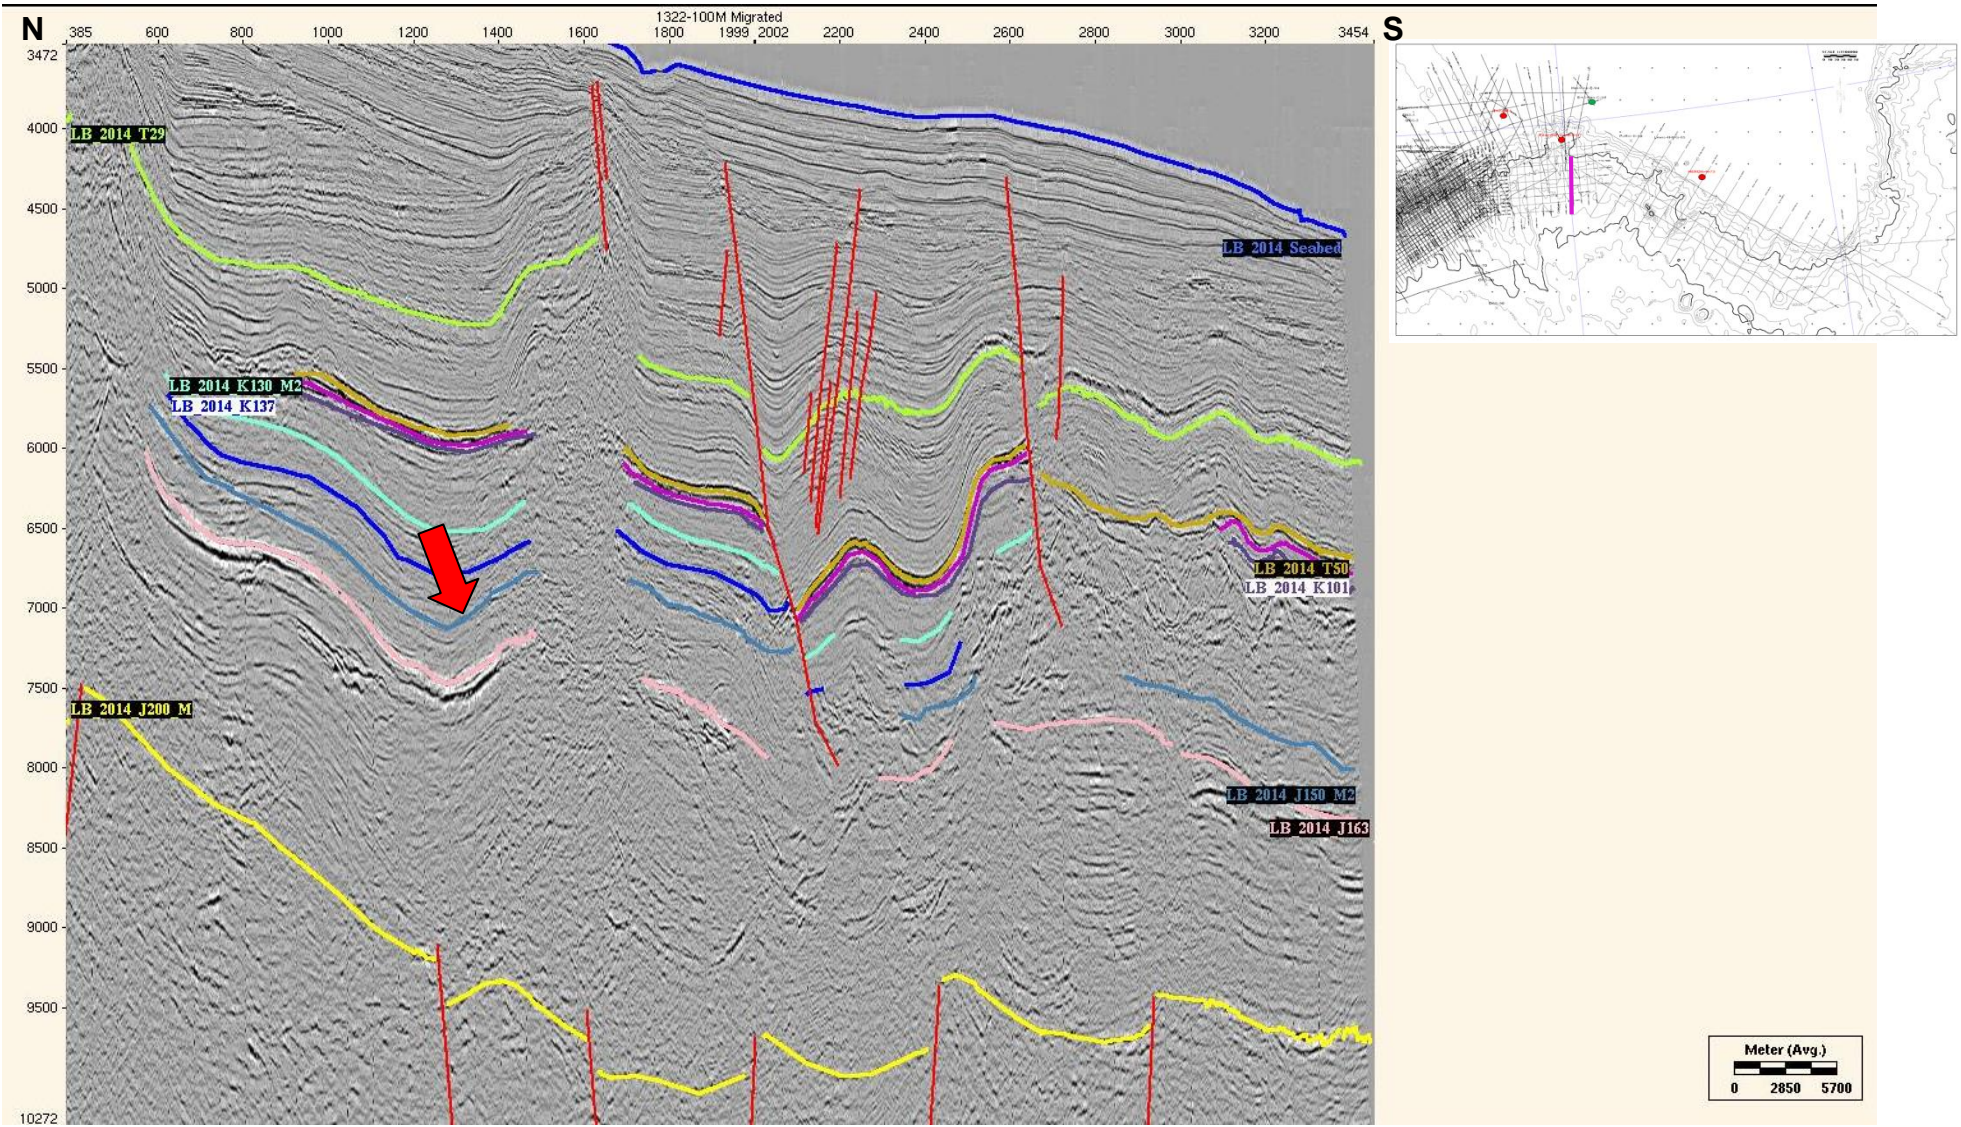 N
1322-100M Migrated
S
385 600 800 1000 1200 1400 1600 1800 1999 2002 2200 2400 2600 2800 3000 3200 3454
3472
4000
LB_2014_T29
4500
LB_2014_Seabed
5000
5500
LB_2014_K130_M2
LB_2014_K137
6000
6500
LB_2014_T50
LB_2014_K101
7000
7500
LB_2014_J200_M
8000
LB_2014_J150_M2
LB_2014_J163
8500
9000
9500
Meter (Avg.)
0 2850 5700
10272